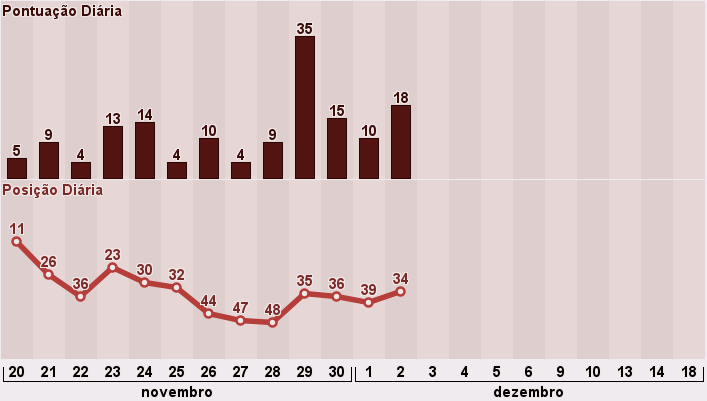 Pontuação Diária
5 9 4 13 14 4 10 4 9 35 15 10 18
Posição Diária
11 26 36 23 30 32 44 47 48 35 36 39 34
20 21 22 23 24 25 26 27 28 29 30 1 2 3 4 5 6 9 10 13 14 18
novembro dezembro